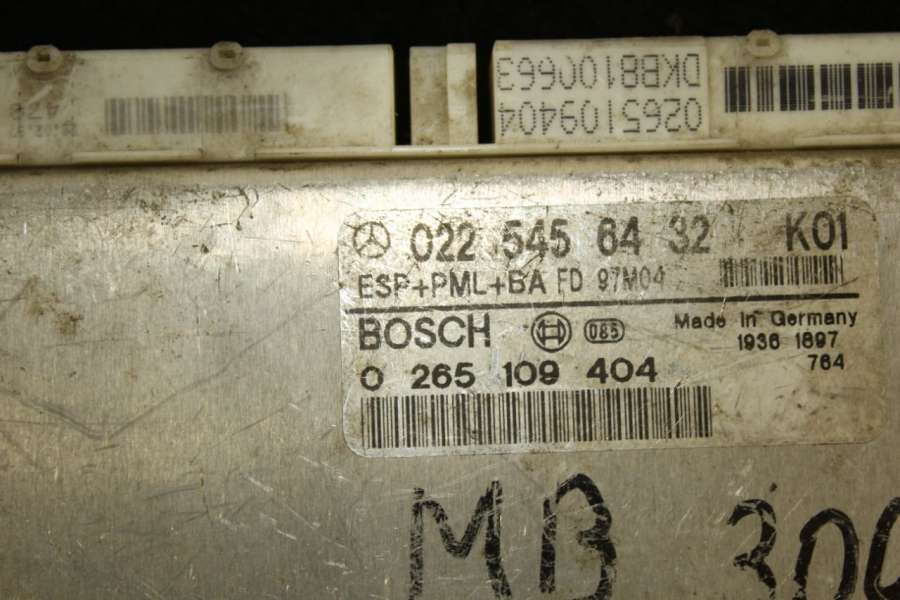 DKB8100663
0265109404
022 545 64 32 K01
ESP+PML+BA FD 97M04
BOSCH 085 Made in Germany
1936 1897
0 265 109 404 764
MB 300